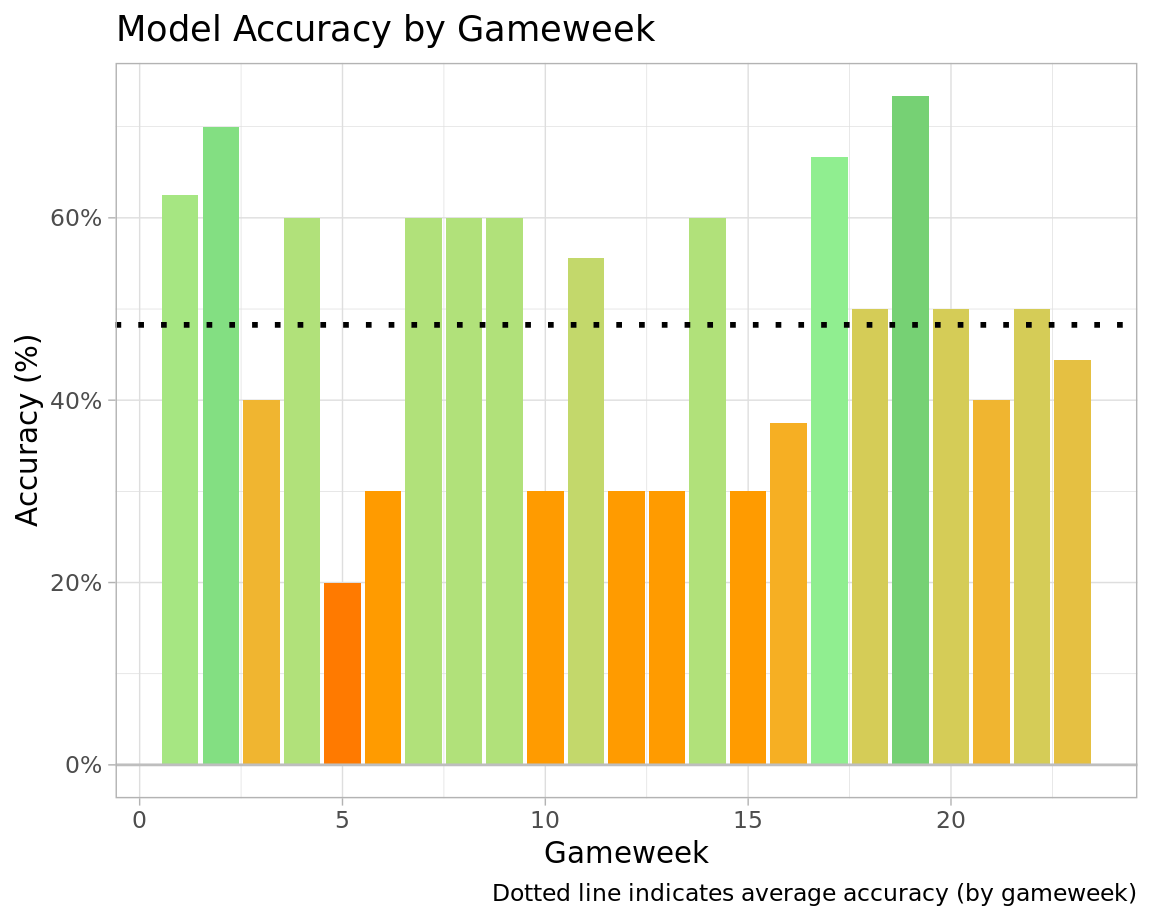 Model Accuracy by Gameweek
Accuracy (%)
60%
40%
20%
0%
0 5 10 15 20
Gameweek
Dotted line indicates average accuracy (by gameweek)